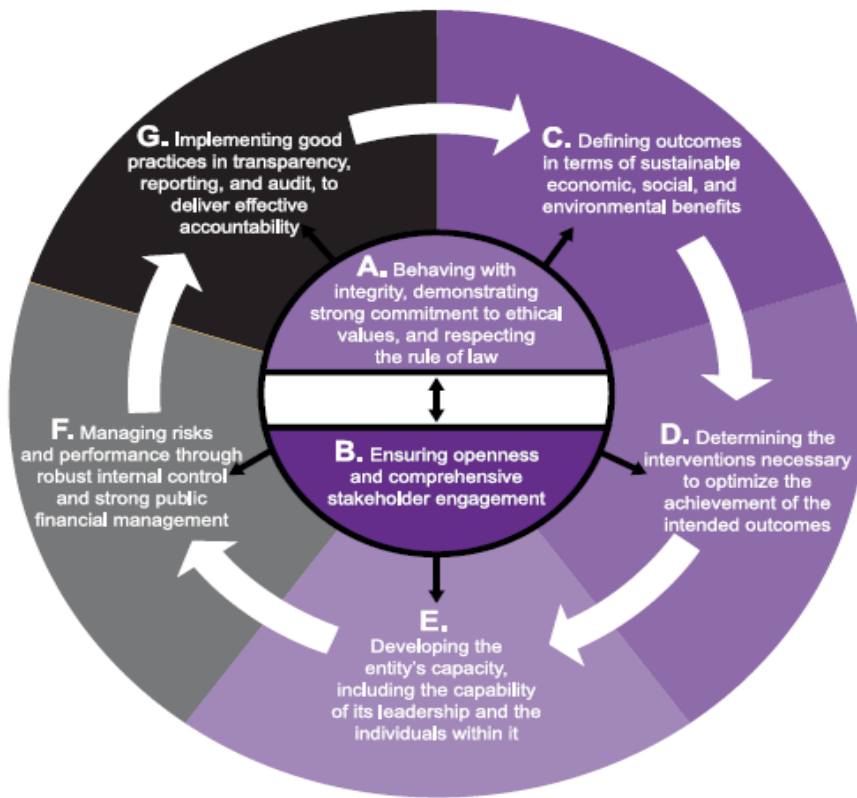 G. Implementing good
practices in transparency,
reporting, and audit, to
deliver effective
accountability
C. Defining outcomes
in terms of sustainable
economic, social, and
environmental benefits
A. Behaving with
integrity, demonstrating
strong commitment to ethical
values, and respecting
the rule of law
B. Ensuring openness
and comprehensive
stakeholder engagement
D. Determining the
interventions necessary
to optimize the
achievement of the
intended outcomes
E.
Developing the
entity's capacity,
including the capability
of its leadership and the
individuals within it
F. Managing risks
and performance through
robust internal control
and strong public
financial management